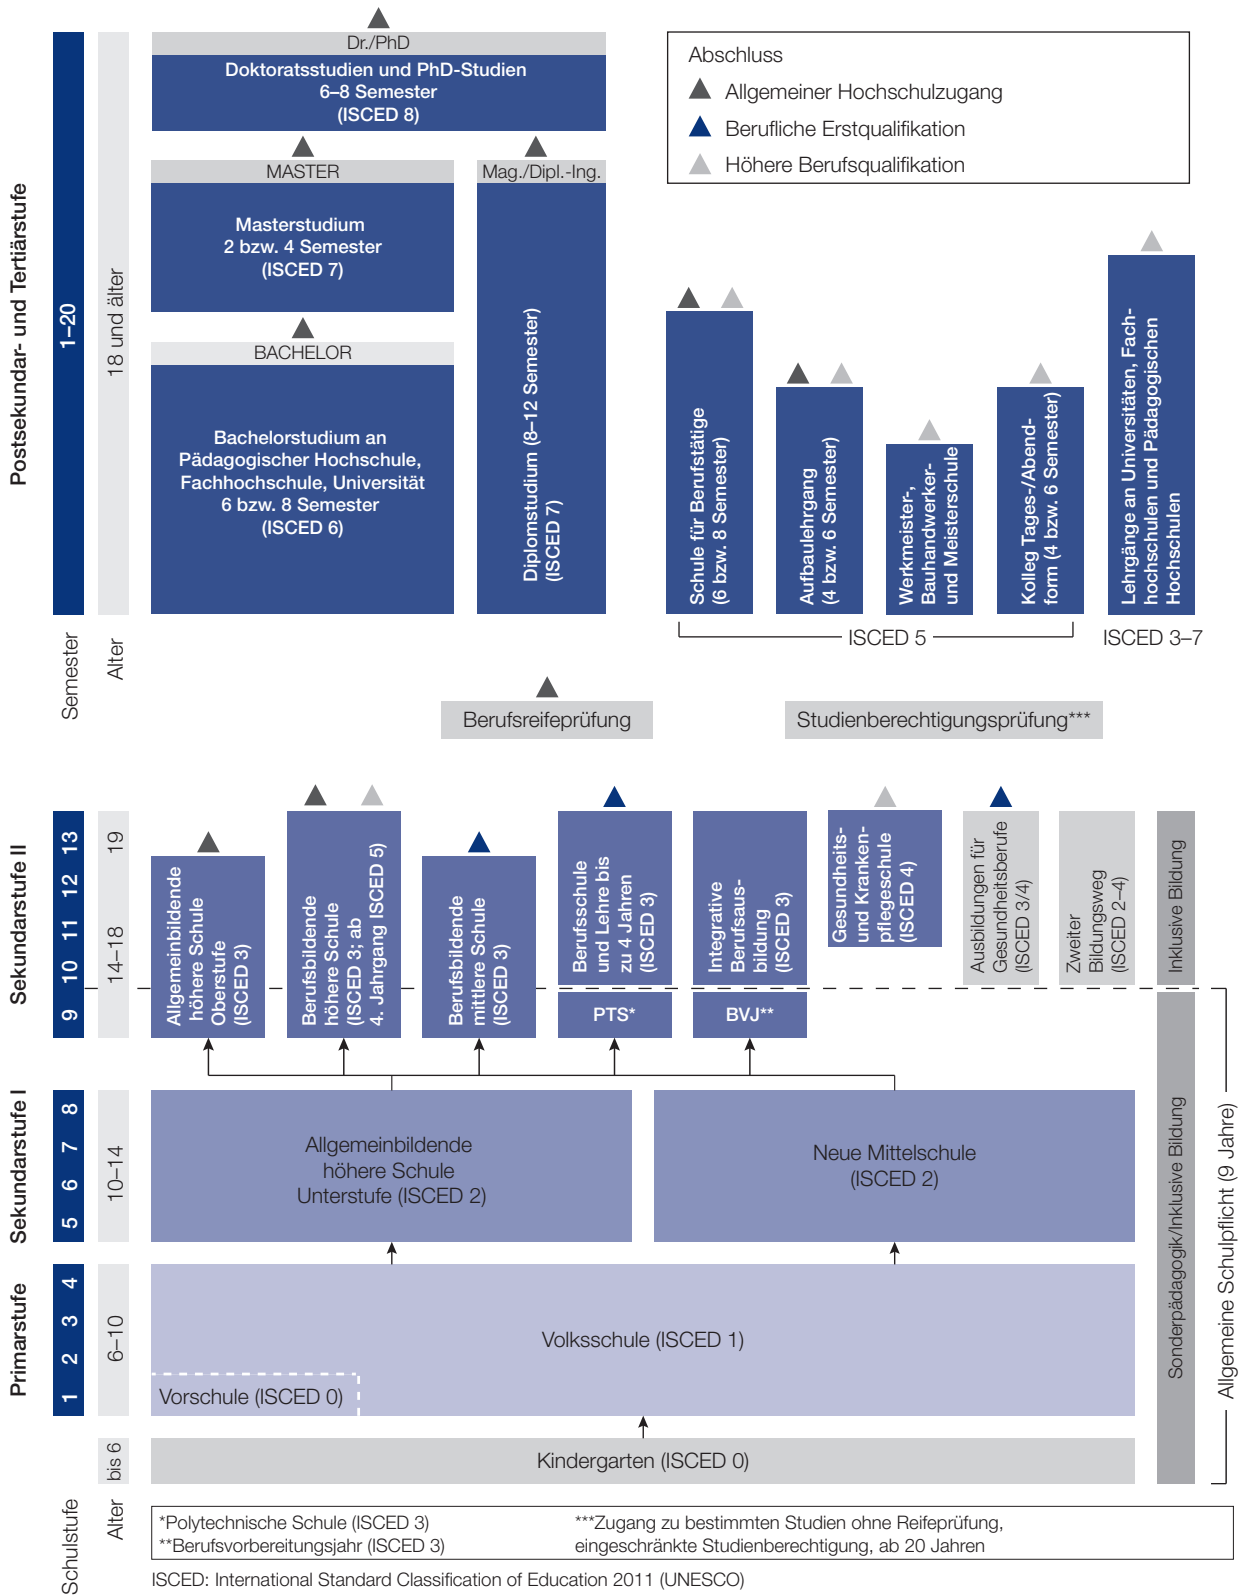 Dr./PhD
Doktoratsstudien und PhD-Studien
6–8 Semester
(ISCED 8)
MASTER
Masterstudium
2 bzw. 4 Semester
(ISCED 7)
BACHELOR
Bachelorstudium an
Pädagogischer Hochschule,
Fachhochschule, Universität
6 bzw. 8 Semester
(ISCED 6)
Mag./Dipl.-Ing.
Diplomstudium (8–12 Semester)
(ISCED 7)
Abschluss
Allgemeiner Hochschulzugang
Berufliche Erstqualifikation
Höhere Berufsqualifikation
Schule für Berufstätige
(6 bzw. 8 Semester)
Aufbaulehrgang
(4 bzw. 6 Semester)
Werkmeister-,
Bauhandwerker-
und Meisterschule
Kolleg Tages-/Abend-
form (4 bzw. 6 Semester)
Lehrgänge an Universitäten, Fach-
hochschulen und Pädagogischen
Hochschulen
ISCED 5
ISCED 3–7
Postsekundar- und Tertiärstufe
1–20
18 und älter
Semester
Alter
Berufsreifeprüfung
Studienberechtigungsprüfung***
Sekundarstufe II
13
12
11
10
9
19
14–18
Allgemeinbildende
höhere Schule
Oberstufe
(ISCED 3)
Berufsbildende
höhere Schule
(ISCED 3; ab
4. Jahrgang ISCED 5)
Berufsbildende
mittlere Schule
(ISCED 3)
Berufsschule
und Lehre bis
zu 4 Jahren
(ISCED 3)
PTS*
Integrative
Berufsaus-
bildung
(ISCED 3)
BVJ**
Gesundheits-
und Kranken-
pflegeschule
(ISCED 4)
Ausbildungen für
Gesundheitsberufe
(ISCED 3/4)
Zweiter
Bildungsweg
(ISCED 2–4)
Inklusive Bildung
Sekundarstufe I
8
7
6
5
10–14
Allgemeinbildende
höhere Schule
Unterstufe (ISCED 2)
Neue Mittelschule
(ISCED 2)
Sonderpädagogik/Inklusive Bildung
Allgemeine Schulpflicht (9 Jahre)
Primarstufe
4
3
2
1
6–10
Volksschule (ISCED 1)
Vorschule (ISCED 0)
bis 6
Kindergarten (ISCED 0)
Schulstufe
Alter
*Polytechnische Schule (ISCED 3)
**Berufsvorbereitungsjahr (ISCED 3)
***Zugang zu bestimmten Studien ohne Reifeprüfung,
eingeschränkte Studienberechtigung, ab 20 Jahren
ISCED: International Standard Classification of Education 2011 (UNESCO)